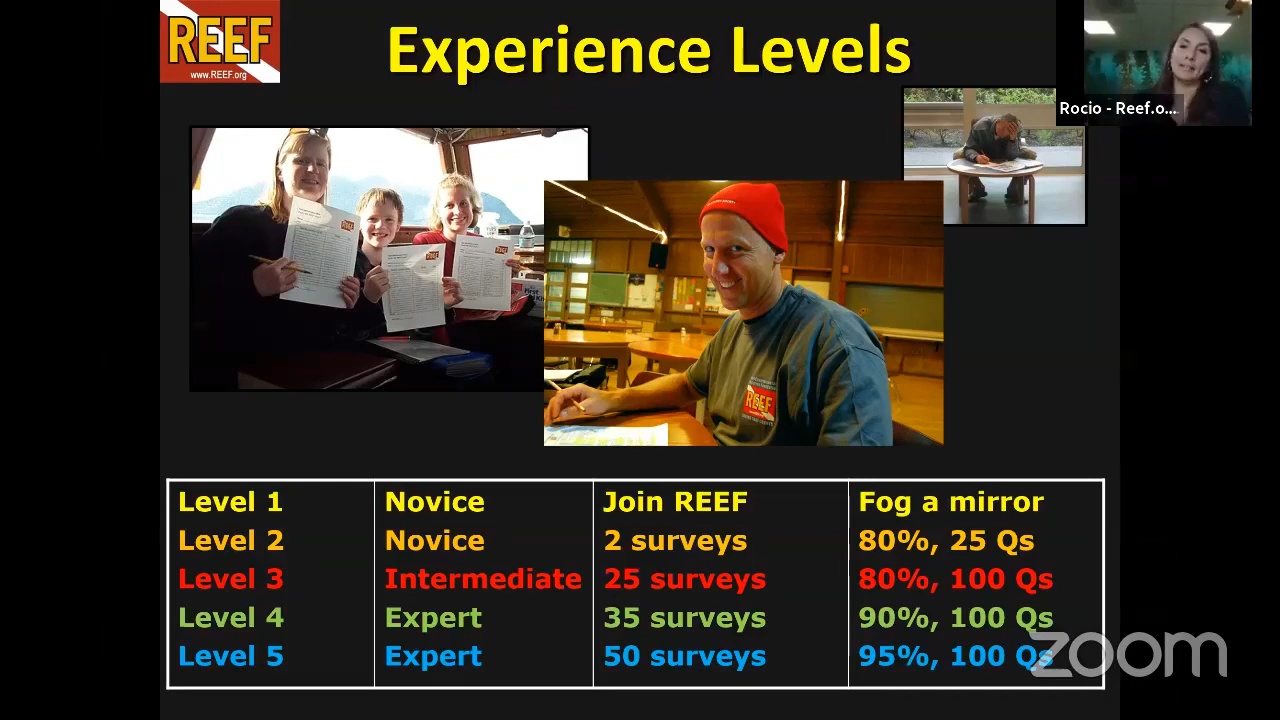 REEF
www.REEF.org
Experience Levels
Rocio - Reef.o...
REEF
Level 1 Novice Join REEF Fog a mirror
Level 2 Novice 2 surveys 80%, 25 Qs
Level 3 Intermediate 25 surveys 80%, 100 Qs
Level 4 Expert 35 surveys 90%, 100 Qs
Level 5 Expert 50 surveys 95%, 100 Qs
zoom